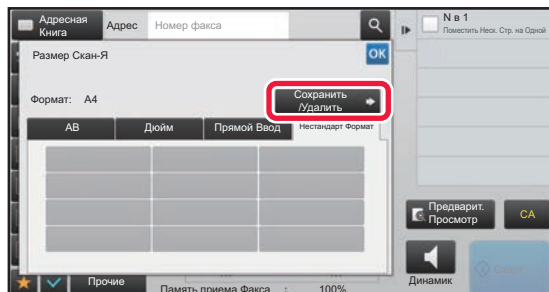 Адресная
Книга
Адрес
Номер факса
N в 1
Поместить Неск. Стр. на Одной
Размер Скан-Я
OK
Формат: A4
Сохранить
/Удалить
AB
Дюйм
Прямой Ввод
Нестандарт Формат
Предварит.
Просмотр
CA
Прочие
Память приема Факса : 100%
Динамик
Старт